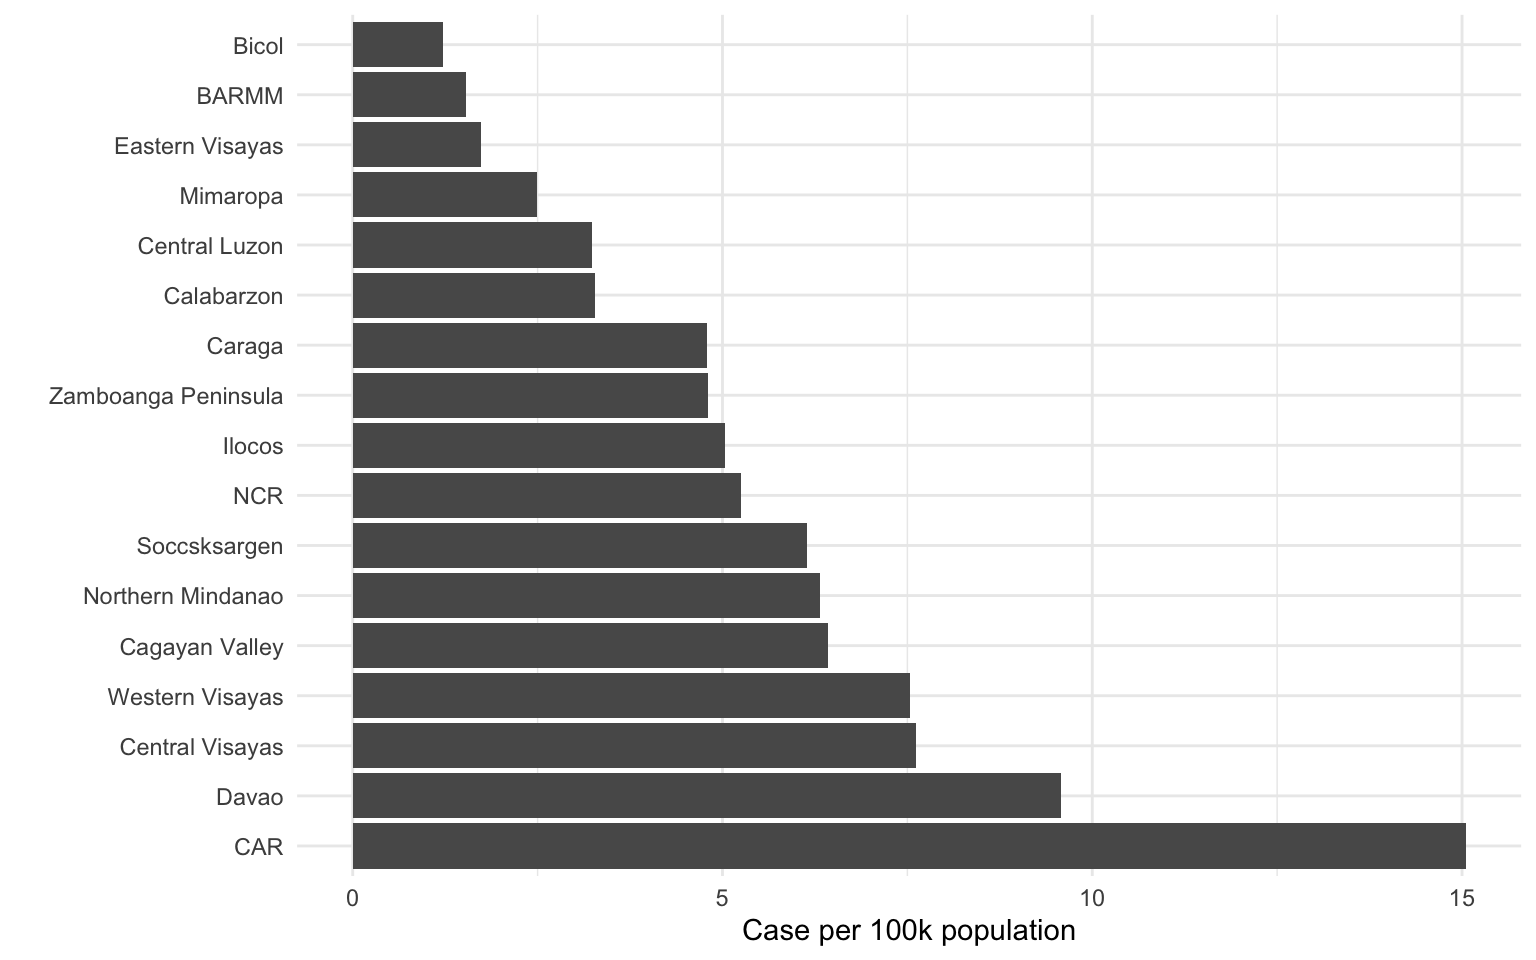 Bicol
BARMM
Eastern Visayas
Mimaropa
Central Luzon
Calabarzon
Caraga
Zamboanga Peninsula
Ilocos
NCR
Soccsksargen
Northern Mindanao
Cagayan Valley
Western Visayas
Central Visayas
Davao
CAR
0 5 10 15
Case per 100k population